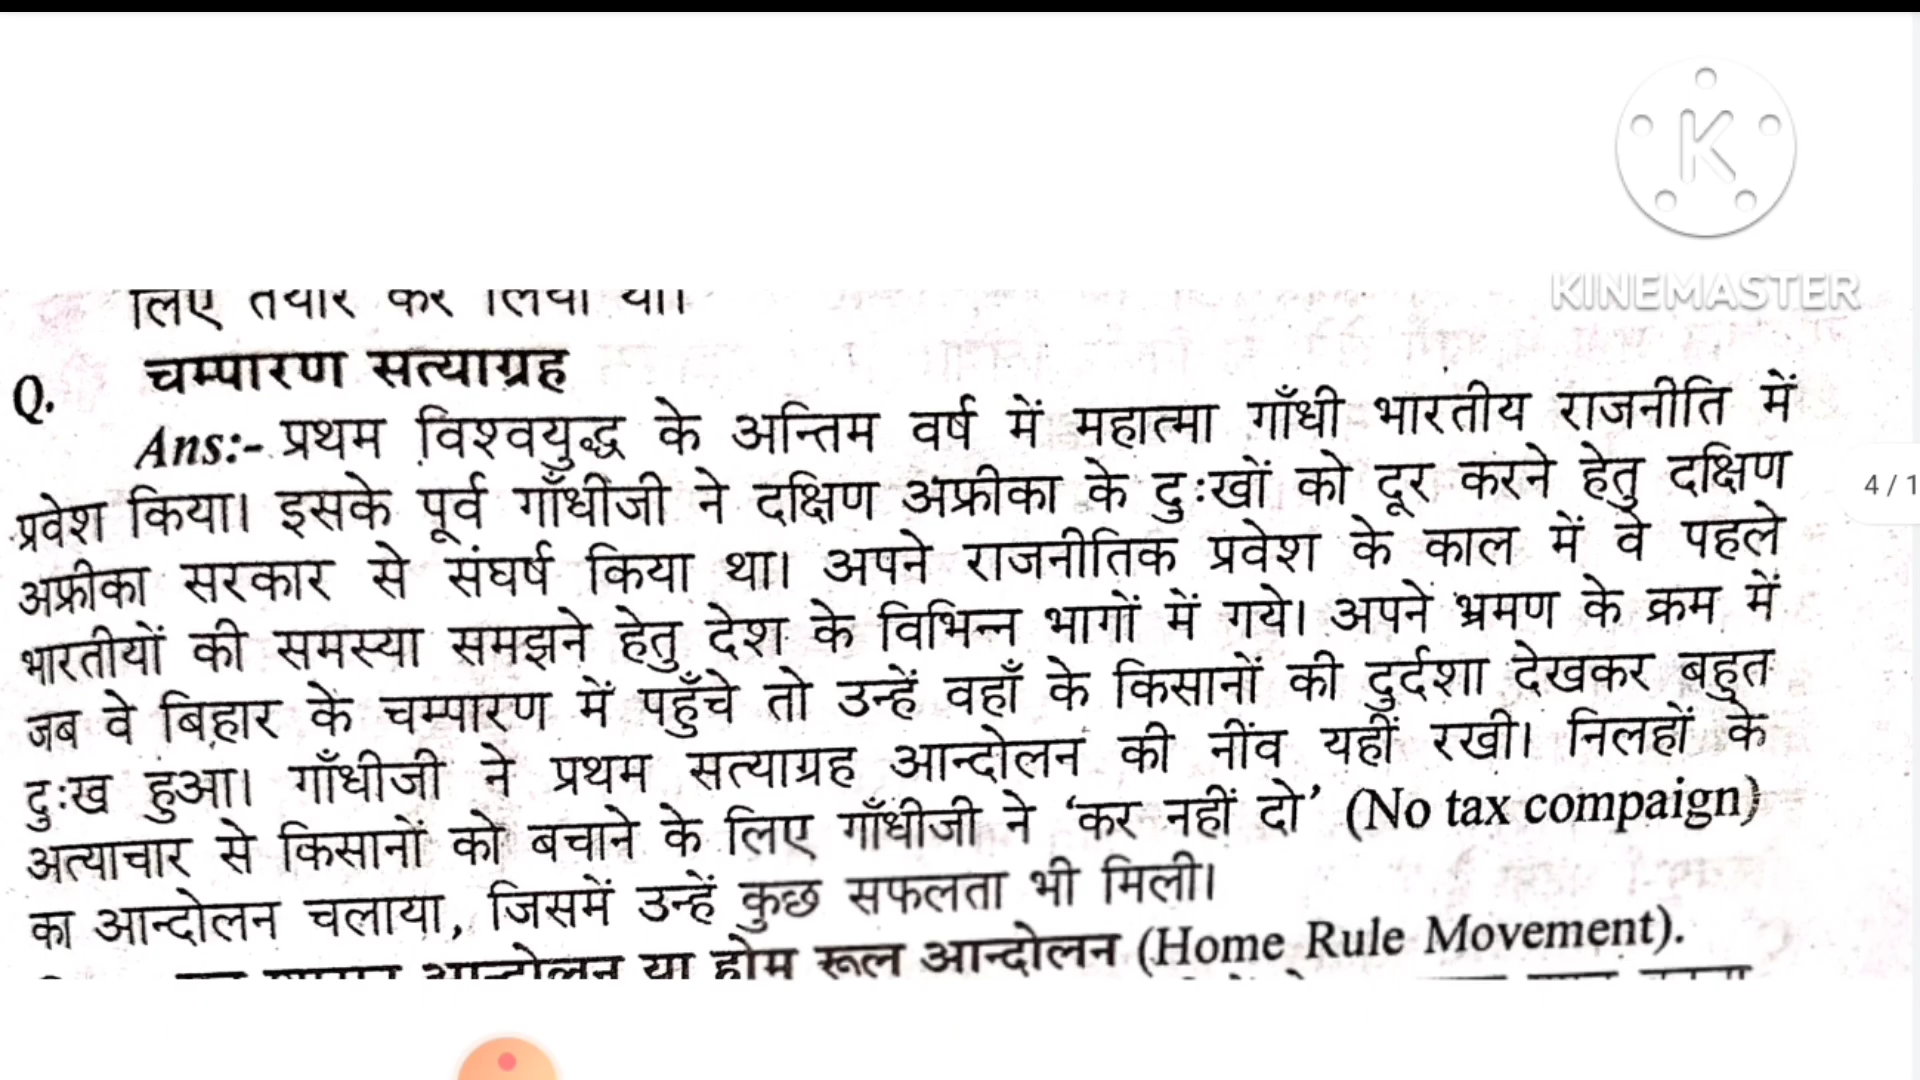 KINEMASTER
लिए तैयार कर लिया था।
Q. चम्पारण सत्याग्रह
Ans:- प्रथम विश्वयुद्ध के अन्तिम वर्ष में महात्मा गाँधी भारतीय राजनीति में
प्रवेश किया। इसके पूर्व गाँधीजी ने दक्षिण अफ्रीका के दुःखों को दूर करने हेतु दक्षिण
4 / 1
अफ्रीका सरकार से संघर्ष किया था। अपने राजनीतिक प्रवेश के काल में वे पहले
भारतीयों की समस्या समझने हेतु देश के विभिन्न भागों में गये। अपने भ्रमण के क्रम में
जब वे बिहार के चम्पारण में पहुँचे तो उन्हें वहाँ के किसानों की दुर्दशा देखकर बहुत
दुःख हुआ। गाँधीजी ने प्रथम सत्याग्रह आन्दोलन की नींव यहीं रखी। निलहों के
अत्याचार से किसानों को बचाने के लिए गाँधीजी ने ‘कर नहीं दो’ (No tax compaign)
का आन्दोलन चलाया, जिसमें उन्हें कुछ सफलता भी मिली।
आन्दोलन या होम रूल आन्दोलन (Home Rule Movement).